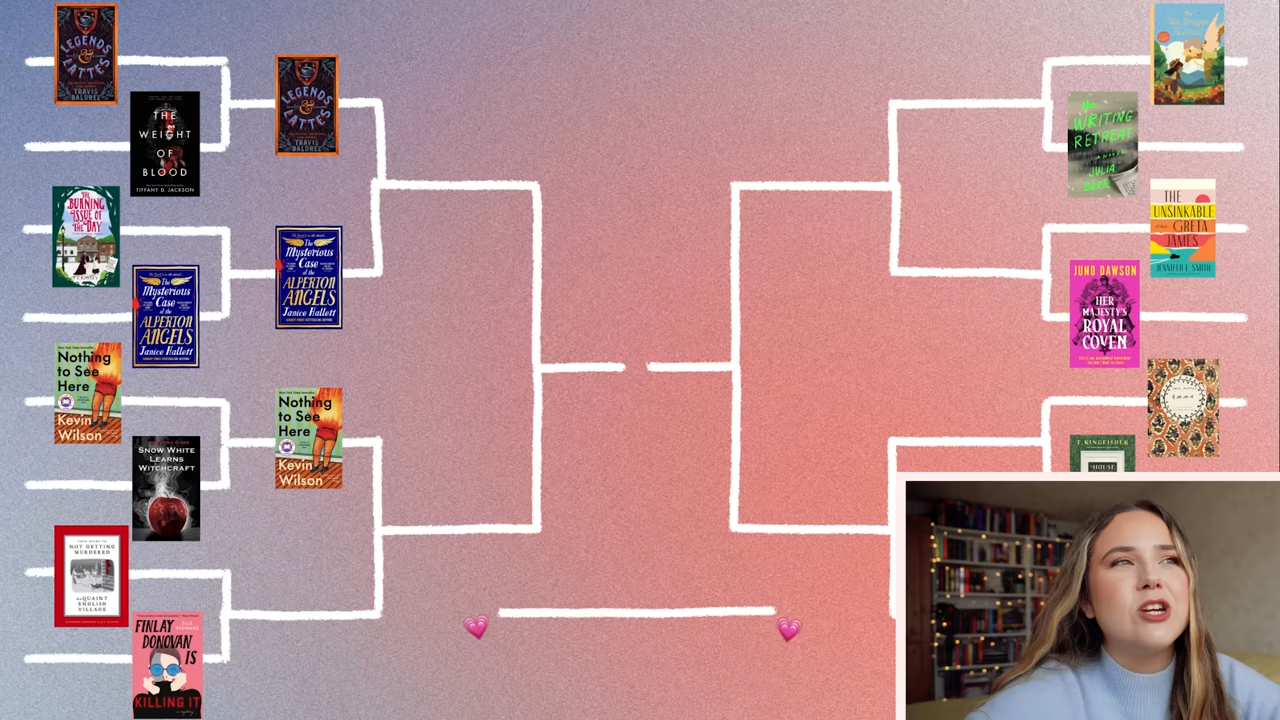 LEGENDS
&
LATTES
TRAVIS
BALDREE
THE
WEIGHT
OF
BLOOD
TIFFANY D. JACKSON
THE
BURNING
ISSUE OF
THE DAY
The
Mysterious
Case
of the
ALPERTON
ANGELS
Janice Hallett
Nothing
to See
Here
Kevin
Wilson
SNOW WHITE
LEARNS
WITCHCRAFT
NOT GETTING
MURDERED
IN A QUAINT
ENGLISH
VILLAGE
FINLAY
DONOVAN
IS
KILLING IT
LEGENDS
&
LATTES
TRAVIS
BALDREE
The
Mysterious
Case
of the
ALPERTON
ANGELS
Janice Hallett
Nothing
to See
Here
Kevin
Wilson
the
WRITING
RETREAT
A NOVEL
JULIA
THE
UNSINKABLE
GRETA
JAMES
JENNIFER E. SMITH
JUNO DAWSON
HER
MAJESTY'S
ROYAL
COVEN
EMMA
T. KINGFISHER
HOUSE